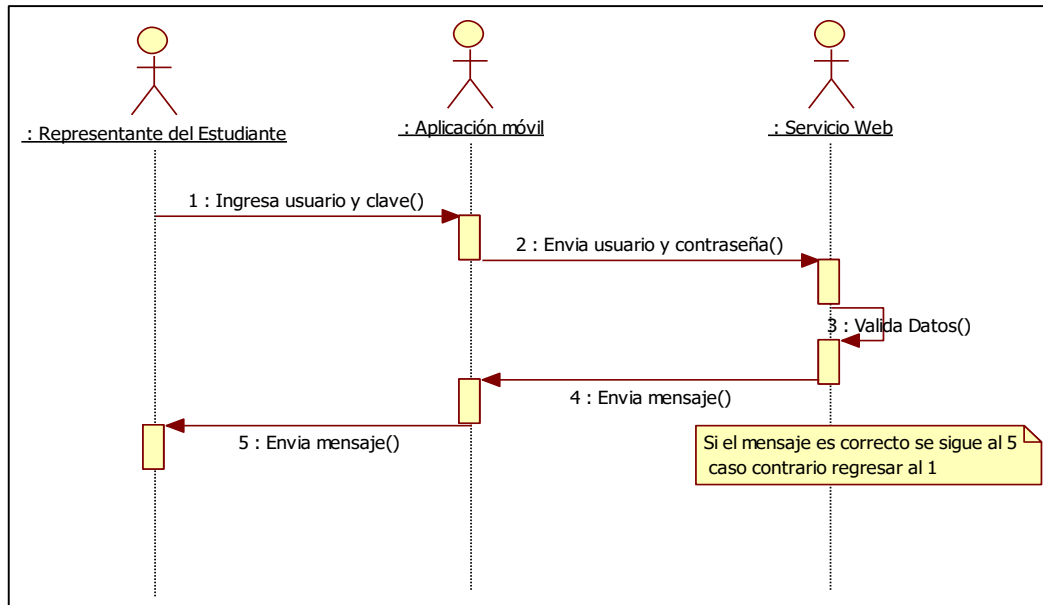 : Representante del Estudiante
: Aplicación móvil
: Servicio Web
1 : Ingresa usuario y clave()
2 : Envia usuario y contraseña()
3 : Valida Datos()
4 : Envia mensaje()
5 : Envia mensaje()
Si el mensaje es correcto se sigue al 5
caso contrario regresar al 1